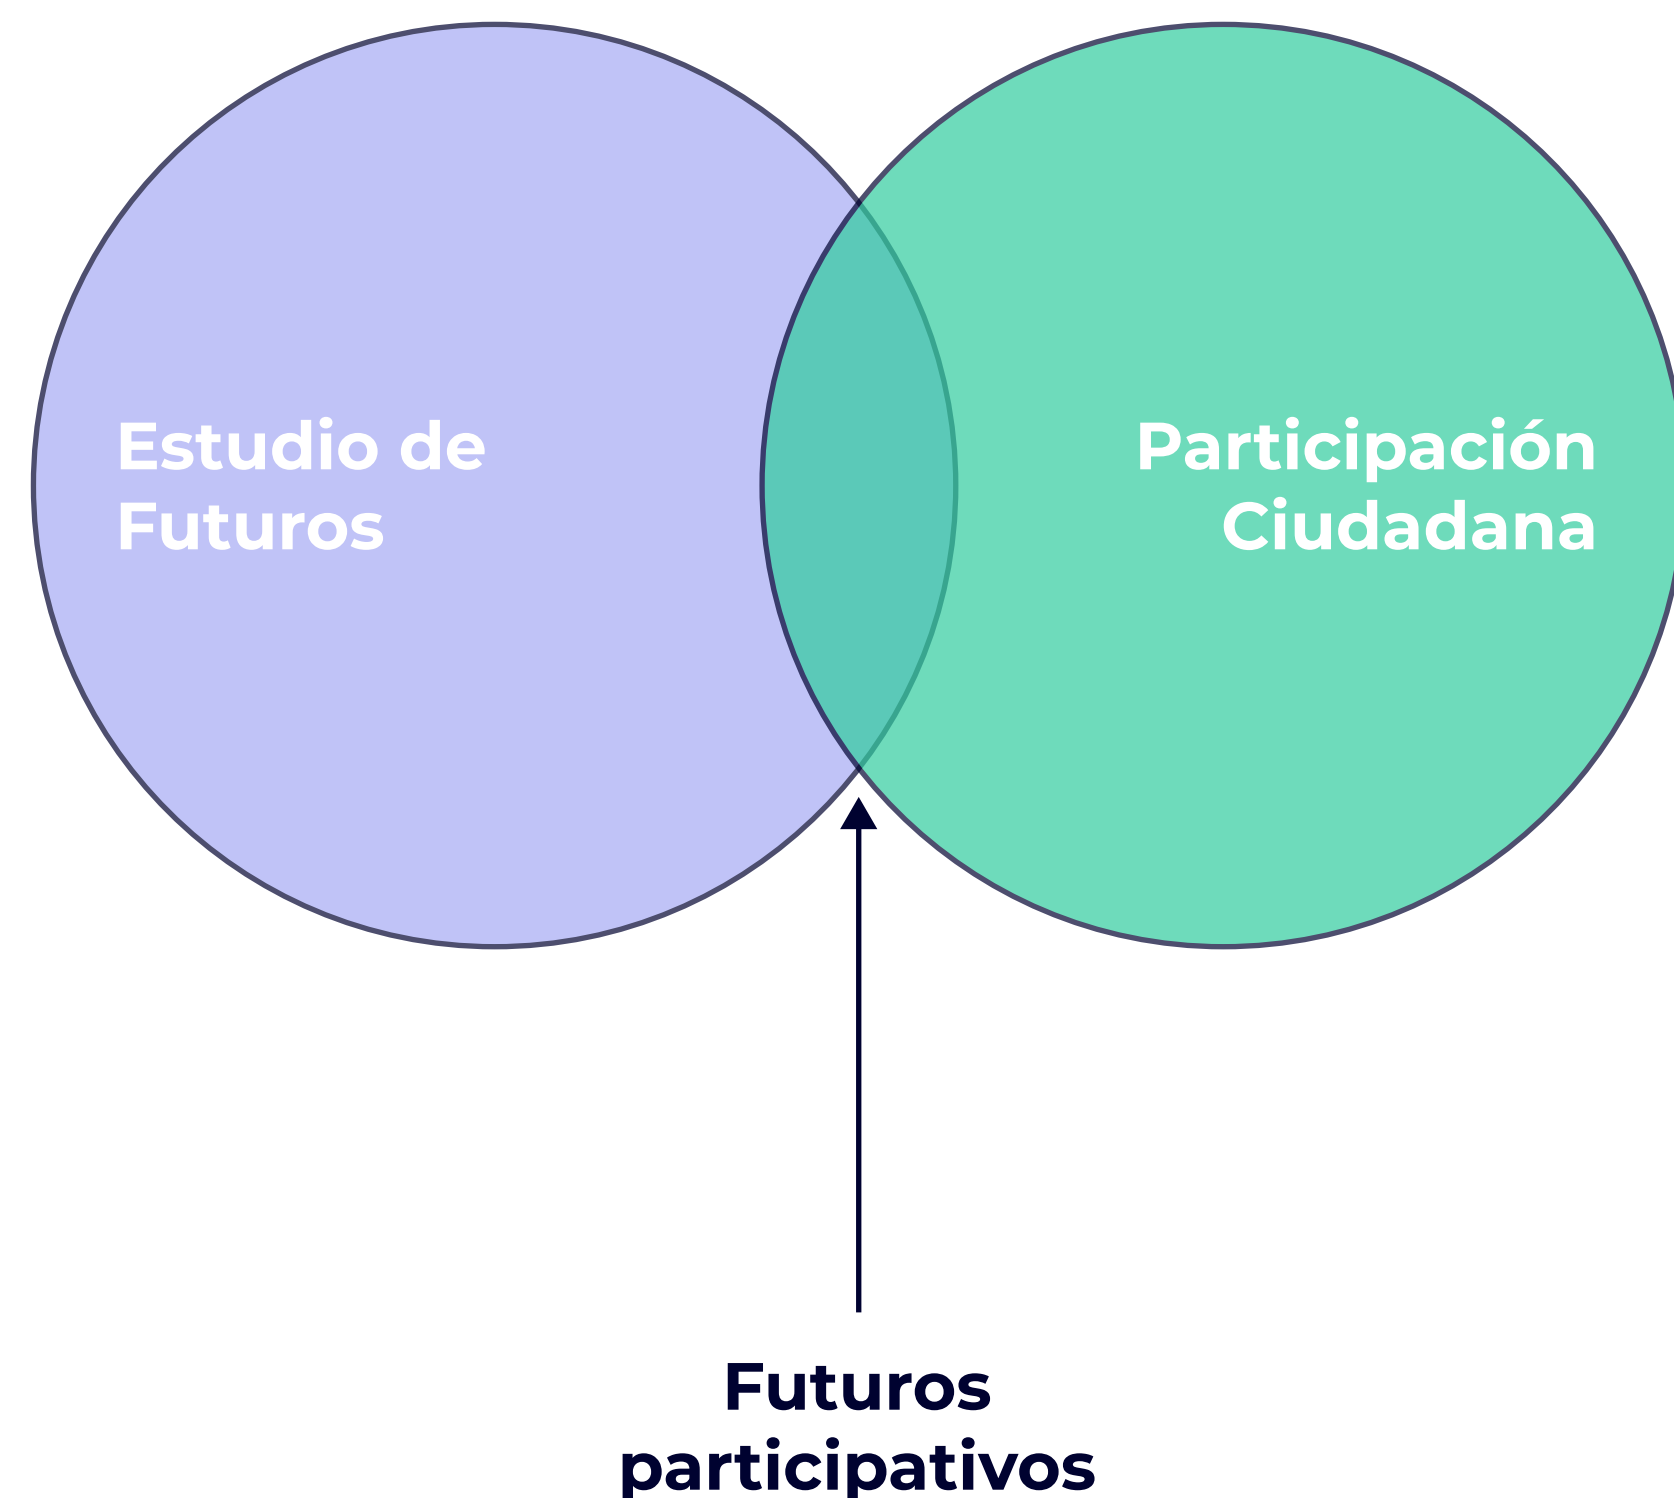 Estudio de
Futuros
Participación
Ciudadana
Futuros
participativos